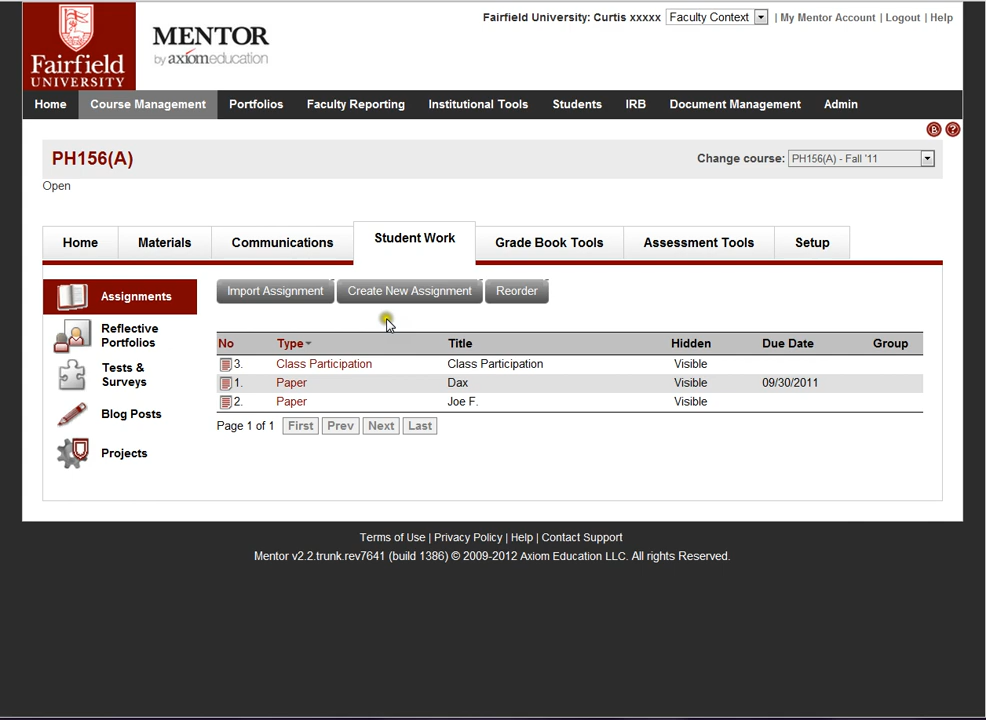 Fairfield University: Curtis xxxxx Faculty Context | My Mentor Account | Logout | Help
Fairfield
UNIVERSITY
MENTOR
by axiomeducation
Home Course Management Portfolios Faculty Reporting Institutional Tools Students IRB Document Management Admin
B ?
PH156(A) Change course: PH156(A) - Fall '11
Open
Home Materials Communications Student Work Grade Book Tools Assessment Tools Setup
Assignments
Reflective
Portfolios
Tests &
Surveys
Blog Posts
Projects
Import Assignment Create New Assignment Reorder
No Type Title Hidden Due Date Group
3. Class Participation Class Participation Visible
1. Paper Dax Visible 09/30/2011
2. Paper Joe F. Visible
Page 1 of 1 First Prev Next Last
Terms of Use | Privacy Policy | Help | Contact Support
Mentor v2.2.trunk.rev7641 (build 1386) © 2009-2012 Axiom Education LLC. All rights Reserved.